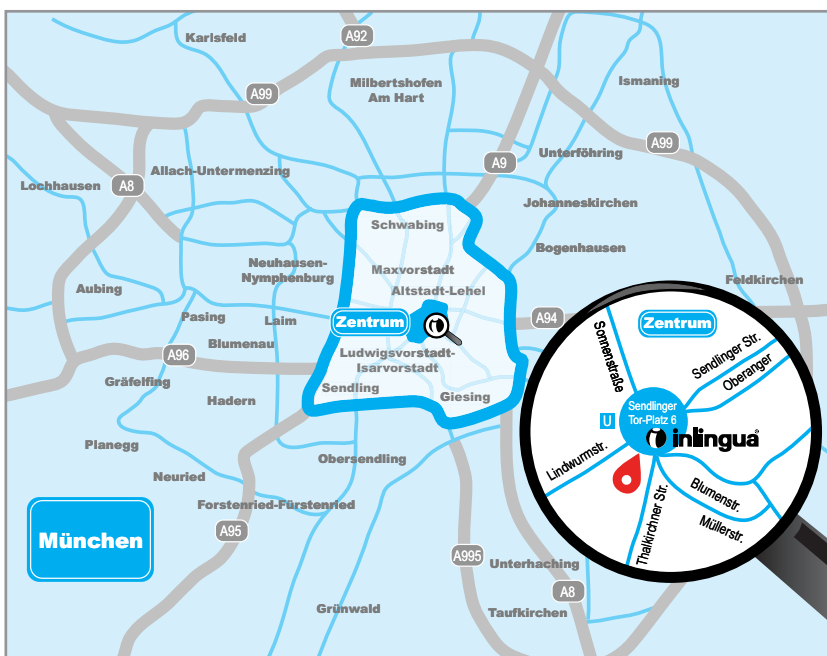 Karlsfeld
A92
Milbertshofen
Am Hart
Ismaning
A99
A99
Unterföhring
A9
Allach-Untermenzing
Lochhausen
A8
Johanneskirchen
Schwabing
Bogenhausen
Neuhausen-
Nymphenburg
Maxvorstadt
Altstadt-Lehel
Feldkirchen
Aubing
Pasing
Laim
Zentrum
A94
Blumenau
A96
Ludwigsvorstadt-
Isarvorstadt
Gräfelfing
Sendling
Giesing
Hadern
Planegg
Obersendling
Neuried
Forstenried-Fürstenried
A95
München
A995
Unterhaching
A8
Grünwald
Taufkirchen
Zentrum
Sonnenstraße
Sendlinger Str.
Oberanger
Sendlinger
Tor-Platz 6
U
inlingua®
Lindwurmstr.
Blumenstr.
Müllerstr.
Thalkirchner Str.